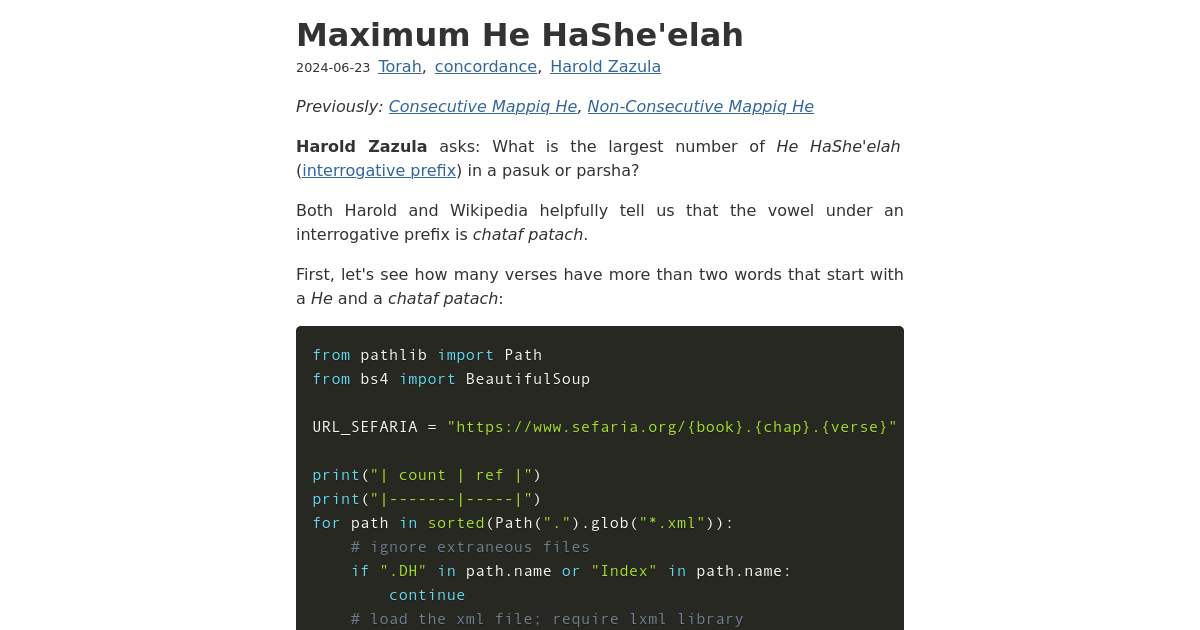 Maximum He HaShe'elah
2024-06-23 Torah, concordance, Harold Zazula
Previously: Consecutive Mappiq He, Non-Consecutive Mappiq He
Harold Zazula asks: What is the largest number of He HaShe'elah
(interrogative prefix) in a pasuk or parsha?
Both Harold and Wikipedia helpfully tell us that the vowel under an
interrogative prefix is chataf patach.
First, let's see how many verses have more than two words that start with
a He and a chataf patach:
from pathlib import Path
from bs4 import BeautifulSoup
URL_SEFARIA = "https://www.sefaria.org/{book}.{chap}.{verse}"
print("| count | ref |")
print("|-------|-----|")
for path in sorted(Path(".").glob("*.xml")):
    # ignore extraneous files
    if ".DH" in path.name or "Index" in path.name:
        continue
    # load the xml file; require lxml library